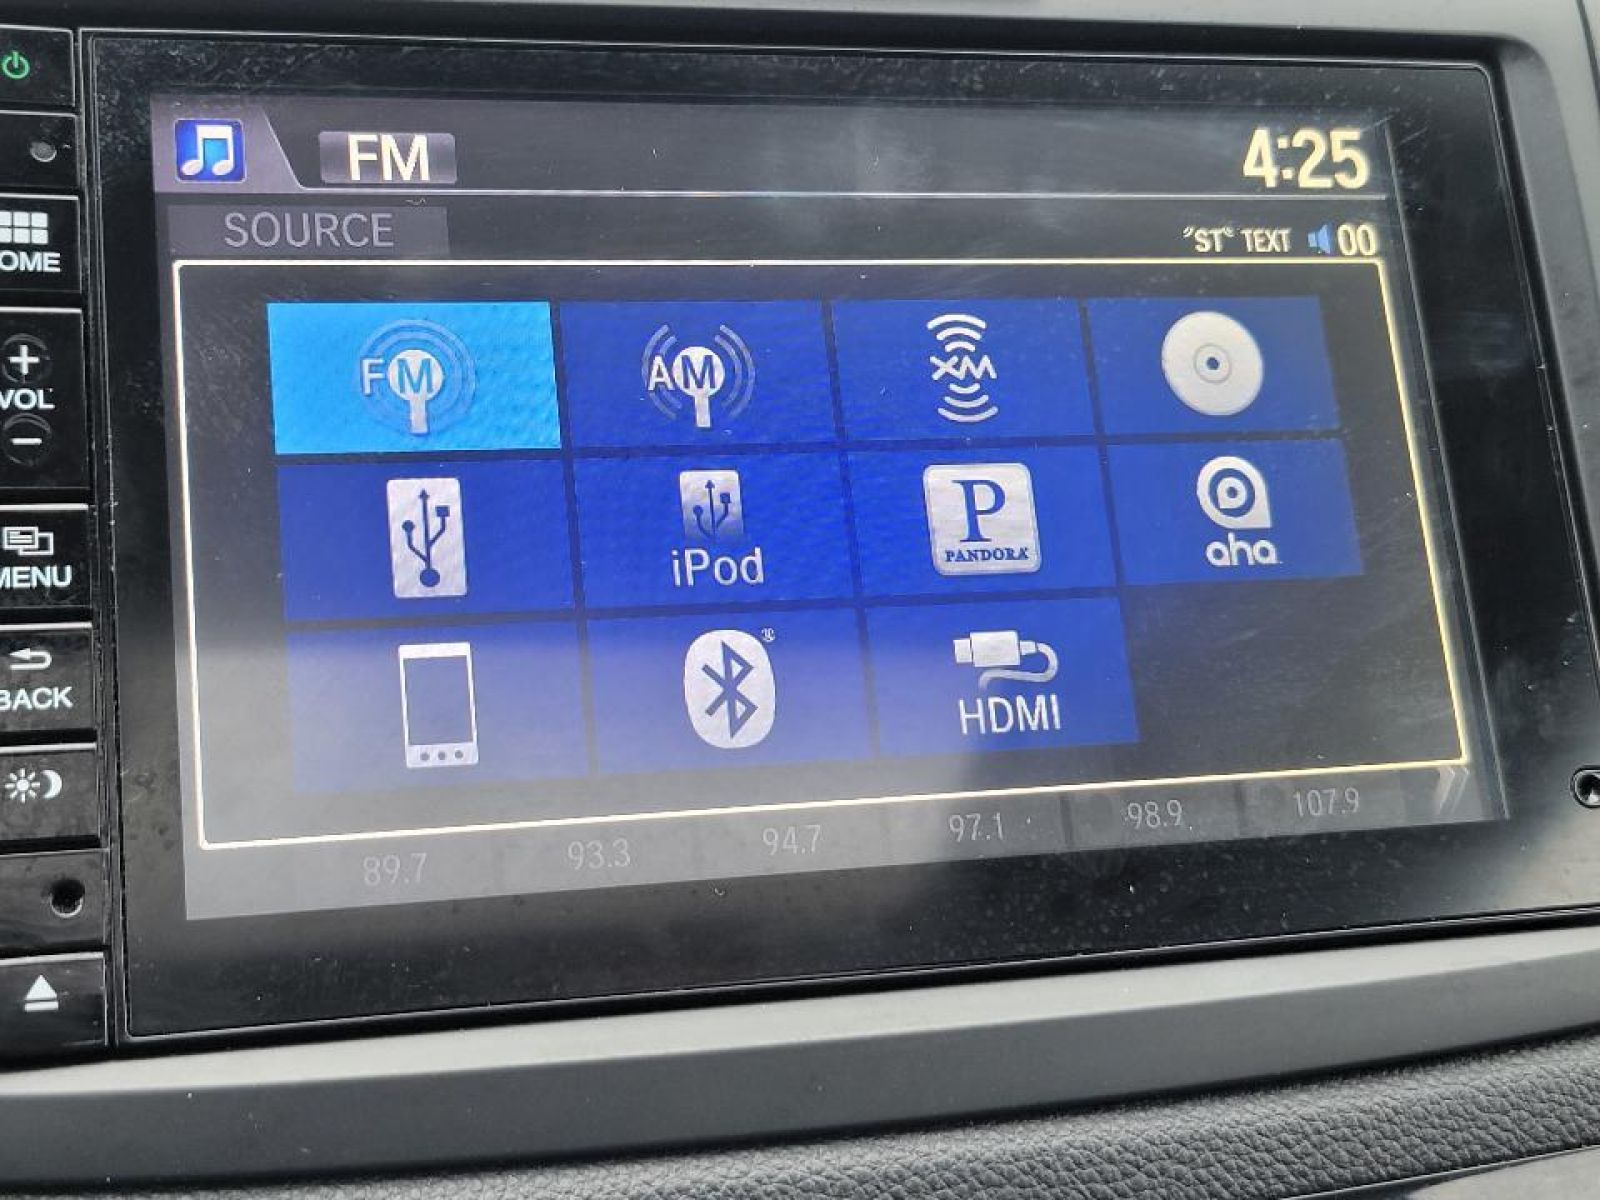 FM 4:25
SOURCE
"ST" TEXT 00
FM AM XM
iPod PANDORA aha
HDMI
89.7 93.3 94.7 97.1 98.9 107.9
OME
+
VOL
−
MENU
BACK